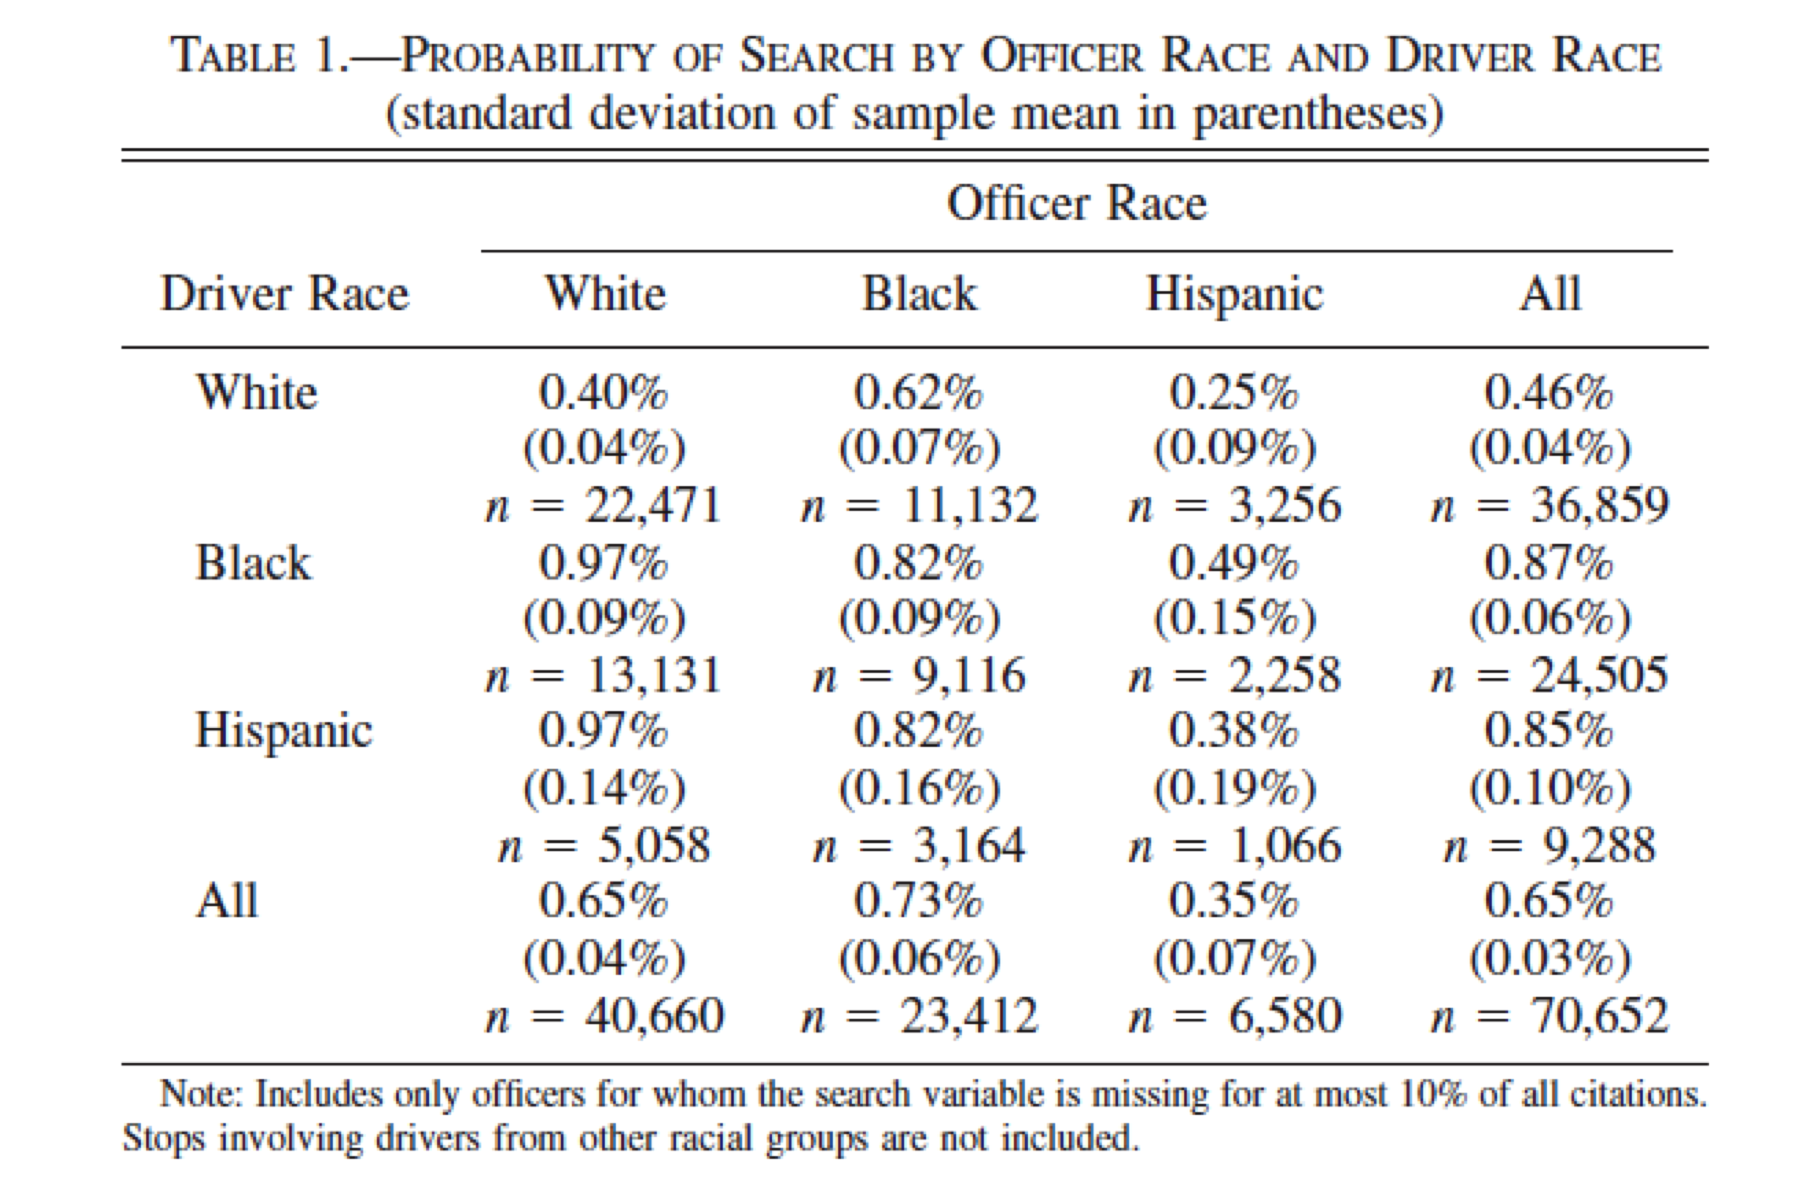 TABLE 1.—PROBABILITY OF SEARCH BY OFFICER RACE AND DRIVER RACE
(standard deviation of sample mean in parentheses)
Officer Race
Driver Race White Black Hispanic All
White 0.40% 0.62% 0.25% 0.46%
(0.04%) (0.07%) (0.09%) (0.04%)
n = 22,471 n = 11,132 n = 3,256 n = 36,859
Black 0.97% 0.82% 0.49% 0.87%
(0.09%) (0.09%) (0.15%) (0.06%)
n = 13,131 n = 9,116 n = 2,258 n = 24,505
Hispanic 0.97% 0.82% 0.38% 0.85%
(0.14%) (0.16%) (0.19%) (0.10%)
n = 5,058 n = 3,164 n = 1,066 n = 9,288
All 0.65% 0.73% 0.35% 0.65%
(0.04%) (0.06%) (0.07%) (0.03%)
n = 40,660 n = 23,412 n = 6,580 n = 70,652
Note: Includes only officers for whom the search variable is missing for at most 10% of all citations.
Stops involving drivers from other racial groups are not included.